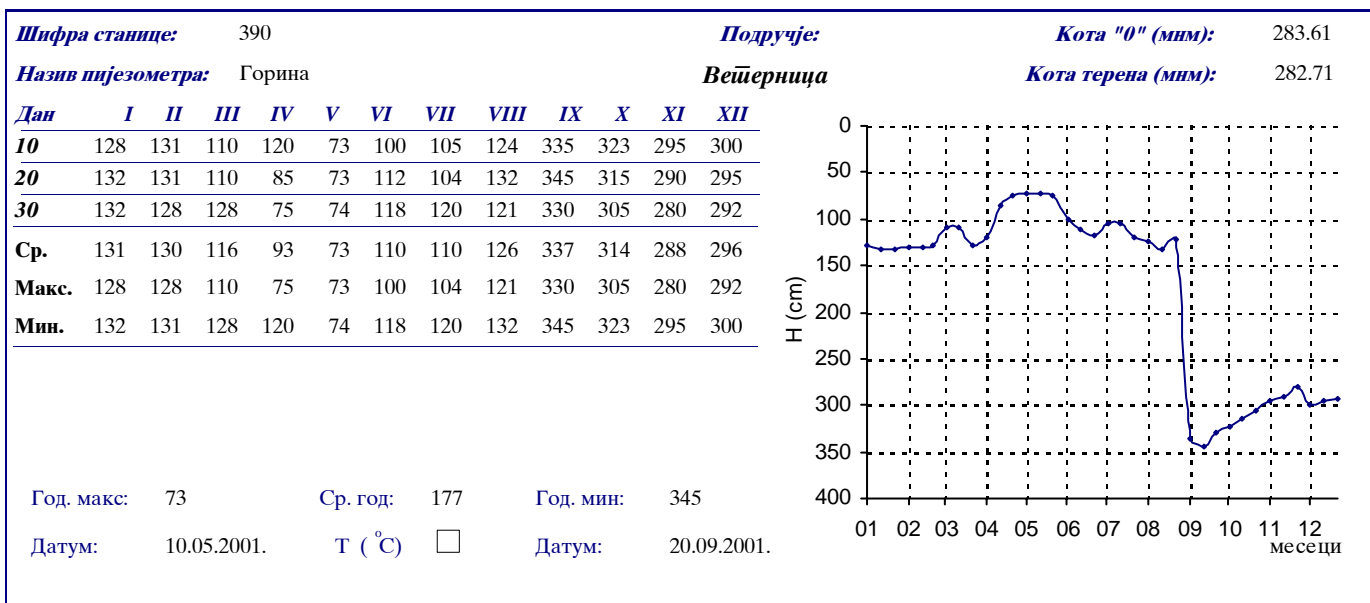 Шифра станице: 390 Подручје: Кота "0" (мнм): 283.61
Назив пијезометра: Горина Ветерница Кота терена (мнм): 282.71
Дан I II III IV V VI VII VIII IX X XI XII
10 128 131 110 120 73 100 105 124 335 323 295 300
20 132 131 110 85 73 112 104 132 345 315 290 295
30 132 128 128 75 74 118 120 121 330 305 280 292
Ср. 131 130 116 93 73 110 110 126 337 314 288 296
Макс. 128 128 110 75 73 100 104 121 330 305 280 292
Мин. 132 131 128 120 74 118 120 132 345 323 295 300
Год. макс: 73 Ср. год: 177 Год. мин: 345
Датум: 10.05.2001. Т ( °C) Датум: 20.09.2001.
H (cm)
0
50
100
150
200
250
300
350
400
01 02 03 04 05 06 07 08 09 10 11 12
месеци